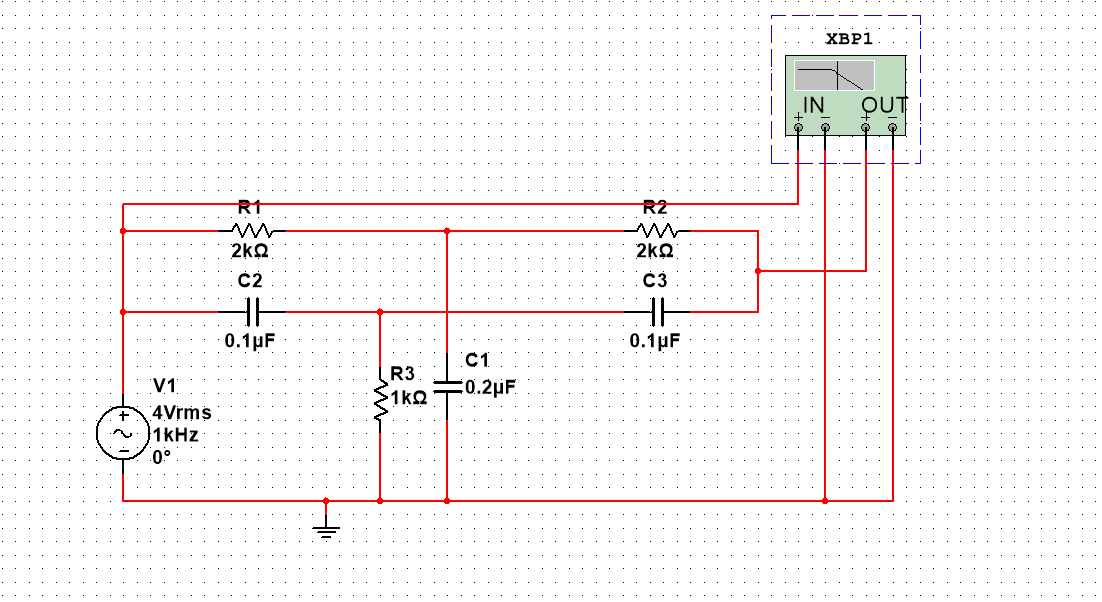 XBP1
IN
OUT
+
−
+
−
R1
2kΩ
R2
2kΩ
C2
0.1µF
C3
0.1µF
R3
1kΩ
C1
0.2µF
V1
4Vrms
1kHz
0°